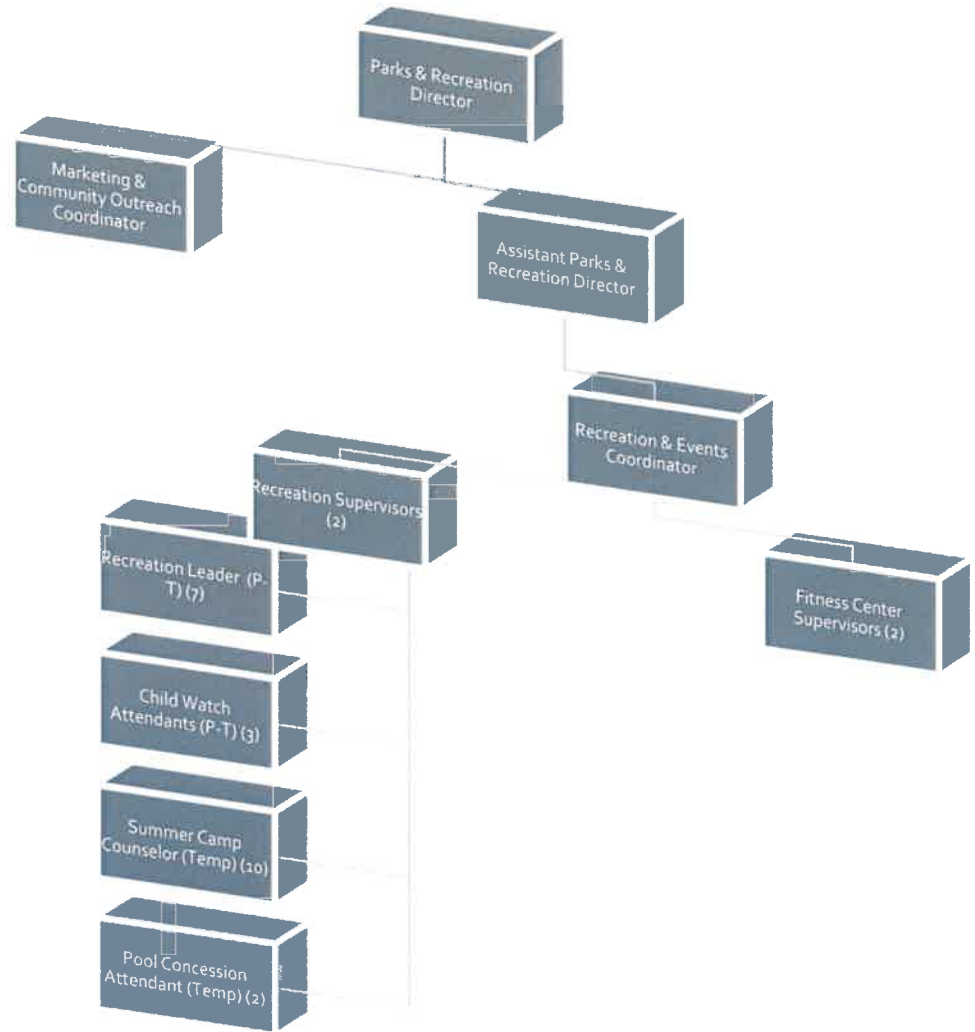 Parks & Recreation
Director
Marketing &
Community Outreach
Coordinator
Assistant Parks &
Recreation Director
Recreation & Events
Coordinator
Recreation Supervisors
(2)
Recreation Leader (P-
T) (7)
Fitness Center
Supervisors (2)
Child Watch
Attendants (P-T) (3)
Summer Camp
Counselor (Temp) (10)
Pool Concession
Attendant (Temp) (2)